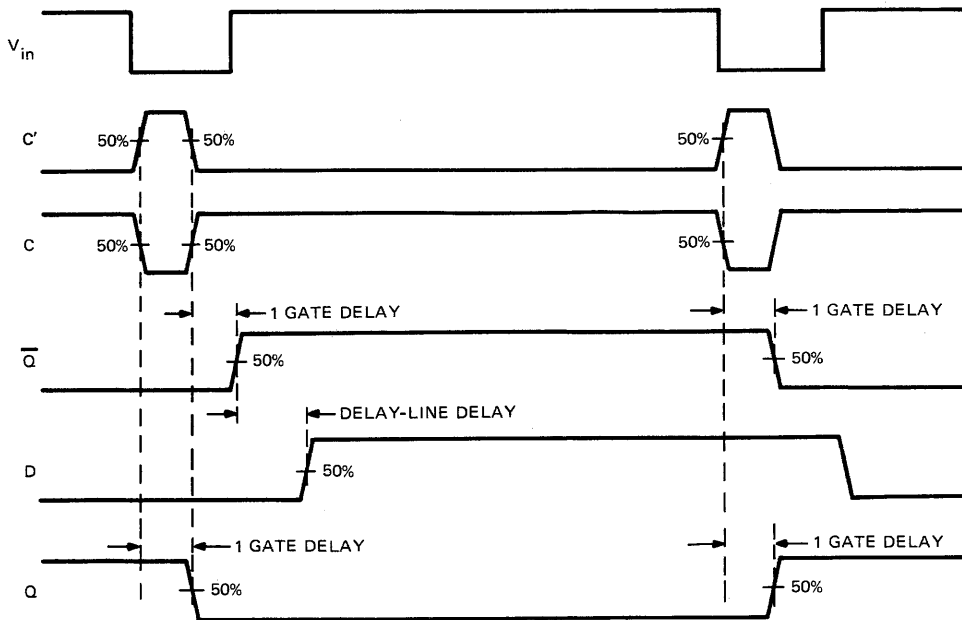 V_in
C'
50%
50%
50%
C
50%
50%
50%
1 GATE DELAY
1 GATE DELAY
Q̅
50%
50%
DELAY-LINE DELAY
D
50%
1 GATE DELAY
1 GATE DELAY
Q
50%
50%